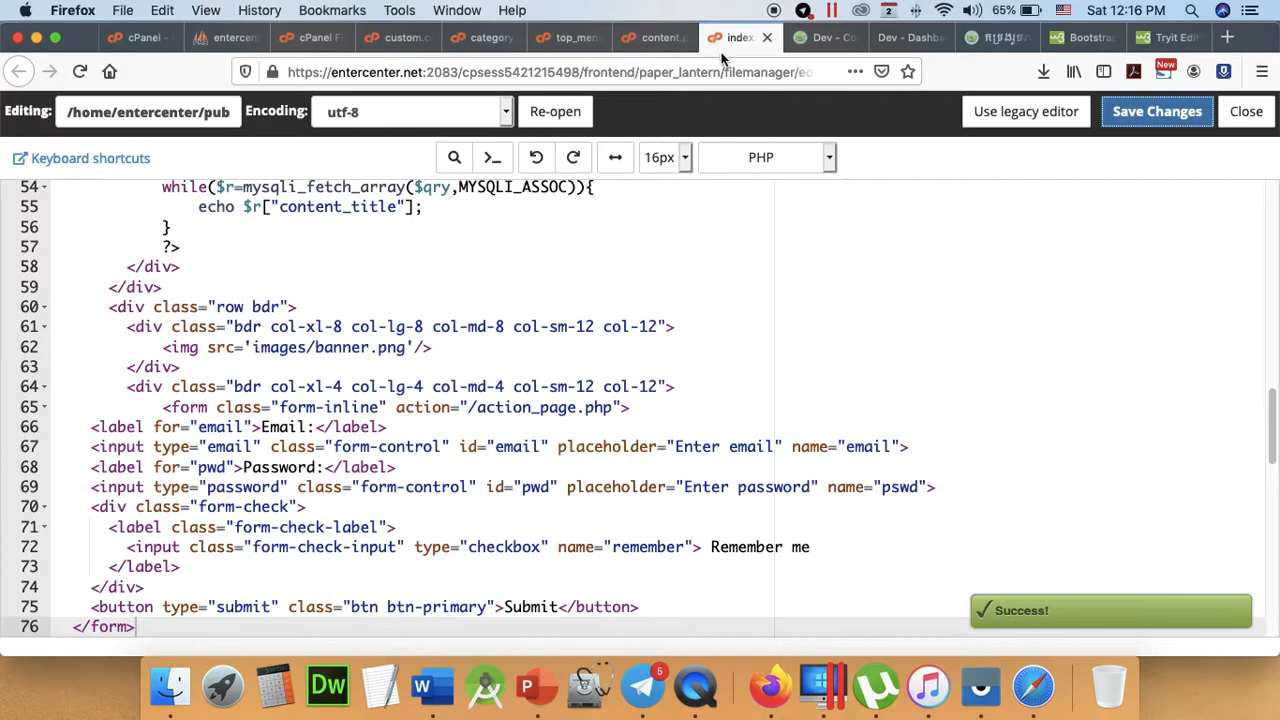 Firefox File Edit View History Bookmarks Tools Window Help 2 65% Sat 12:16 PM
cPanel - entercen cPanel Fi custom.c category top_men content.p index. Dev - Co Dev - Dashb Bootstrap Tryit Edit
https://entercenter.net:2083/cpsess5421215498/frontend/paper_lantern/filemanager/ed New
Editing: /home/entercenter/pub Encoding: utf-8 Re-open Use legacy editor Save Changes Close
Keyboard shortcuts 16px PHP
54 while($r=mysqli_fetch_array($qry,MYSQLI_ASSOC)){
55 echo $r["content_title"];
56 }
57 ?>
58 </div>
59 </div>
60 <div class="row bdr">
61 <div class="bdr col-xl-8 col-lg-8 col-md-8 col-sm-12 col-12">
62 <img src='images/banner.png'/>
63 </div>
64 <div class="bdr col-xl-4 col-lg-4 col-md-4 col-sm-12 col-12">
65 <form class="form-inline" action="/action_page.php">
66 <label for="email">Email:</label>
67 <input type="email" class="form-control" id="email" placeholder="Enter email" name="email">
68 <label for="pwd">Password:</label>
69 <input type="password" class="form-control" id="pwd" placeholder="Enter password" name="pswd">
70 <div class="form-check">
71 <label class="form-check-label">
72 <input class="form-check-input" type="checkbox" name="remember"> Remember me
73 </label>
74 </div>
75 <button type="submit" class="btn btn-primary">Submit</button>
76 </form>
Success!
Dw W P 5